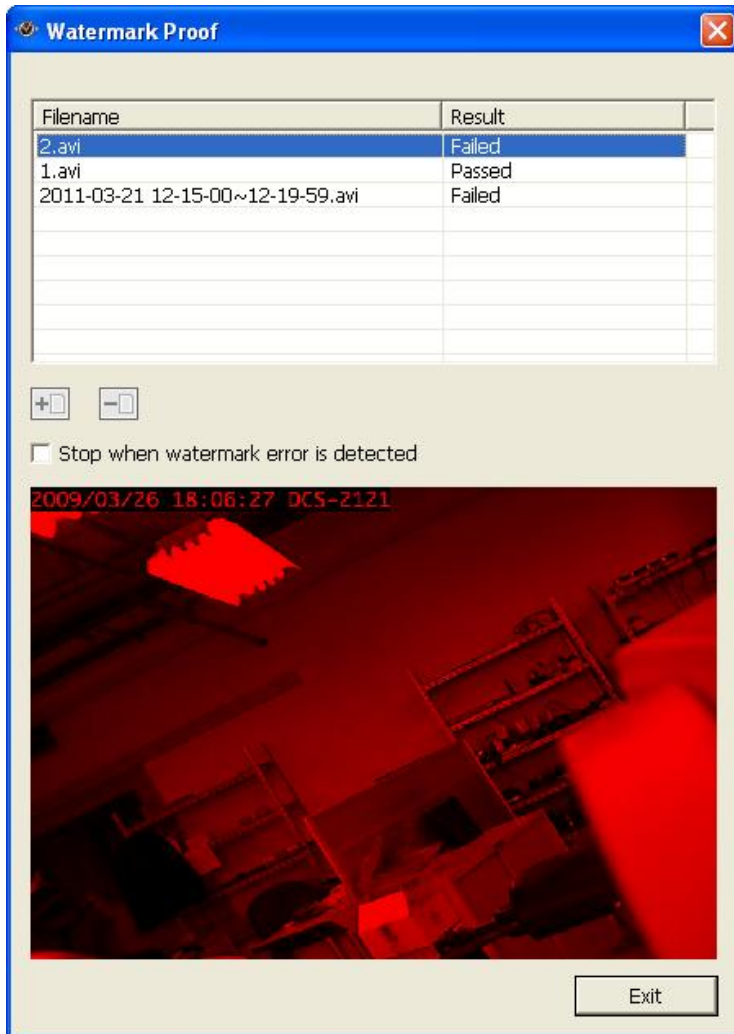 Watermark Proof
Filename Result
2.avi Failed
1.avi Passed
2011-03-21 12-15-00~12-19-59.avi Failed
Stop when watermark error is detected
2009/03/26 18:06:27 DCS-2121
Exit